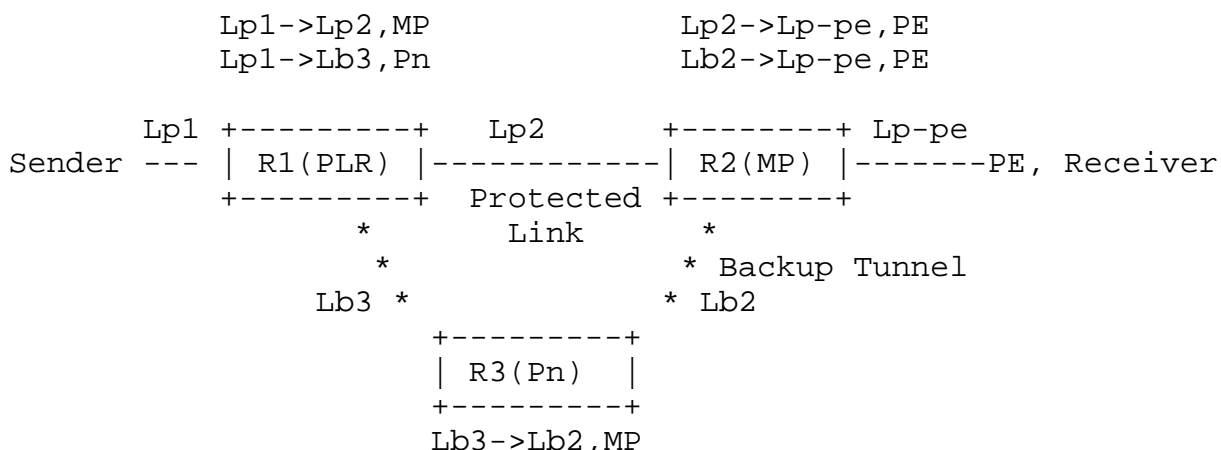 Lp1->Lp2,MP                     Lp2->Lp-pe,PE
Lp1->Lb3,Pn                     Lb2->Lp-pe,PE
Lp1 +---------+   Lp2        +--------+ Lp-pe
Sender --- | R1(PLR) |------------| R2(MP) |-------PE, Receiver
+---------+  Protected +--------+
*       Link         *
*               * Backup Tunnel
Lb3 *             * Lb2
+---------+
| R3(Pn)  |
+---------+
Lb3->Lb2,MP